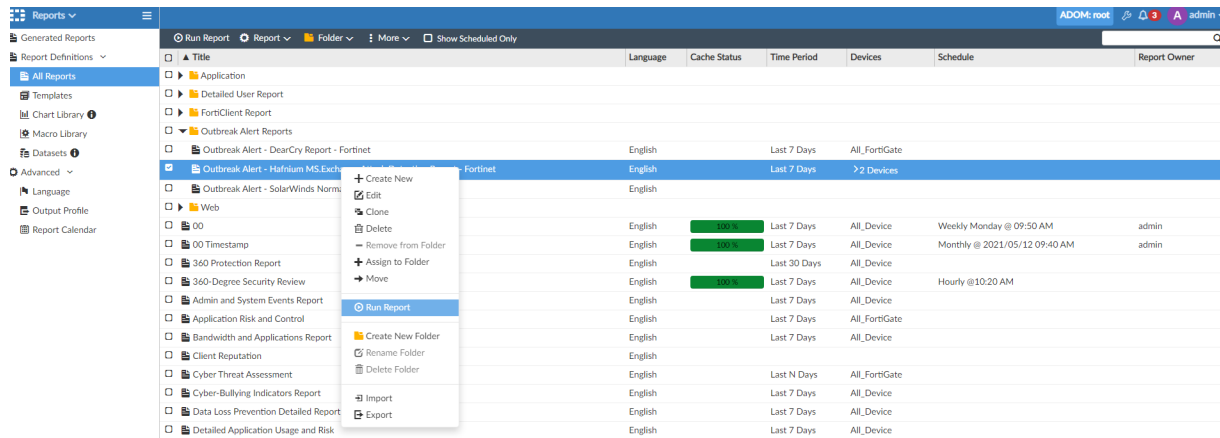 Reports
ADOM: root 3 A admin
Generated Reports
Run Report Report Folder More Show Scheduled Only
Report Definitions
Title Language Cache Status Time Period Devices Schedule Report Owner
All Reports
Application
Templates
Detailed User Report
Chart Library
FortiClient Report
Macro Library
Outbreak Alert Reports
Datasets
Outbreak Alert - DearCry Report - Fortinet English Last 7 Days All_FortiGate
Advanced
Outbreak Alert - Hafnium MS.Excha - Fortinet English Last 7 Days >2 Devices
Language
Outbreak Alert - SolarWinds Norma English
Output Profile
Web
Report Calendar
00 English 100 % Last 7 Days All_Device Weekly Monday @ 09:50 AM admin
00 Timestamp English 100 % Last 7 Days All_Device Monthly @ 2021/05/12 09:40 AM admin
360 Protection Report English Last 30 Days All_Device
360-Degree Security Review English 100 % Last 7 Days All_Device Hourly @10:20 AM
Admin and System Events Report English Last 7 Days All_Device
Application Risk and Control English Last 7 Days All_FortiGate
Bandwidth and Applications Report English Last 7 Days All_Device
Client Reputation English
Cyber Threat Assessment English Last N Days All_FortiGate
Cyber-Bullying Indicators Report English Last 7 Days All_Device
Data Loss Prevention Detailed Report English Last 7 Days All_Device
Detailed Application Usage and Risk English Last 7 Days All_Device
Create New
Edit
Clone
Delete
Remove from Folder
Assign to Folder
Move
Run Report
Create New Folder
Rename Folder
Delete Folder
Import
Export